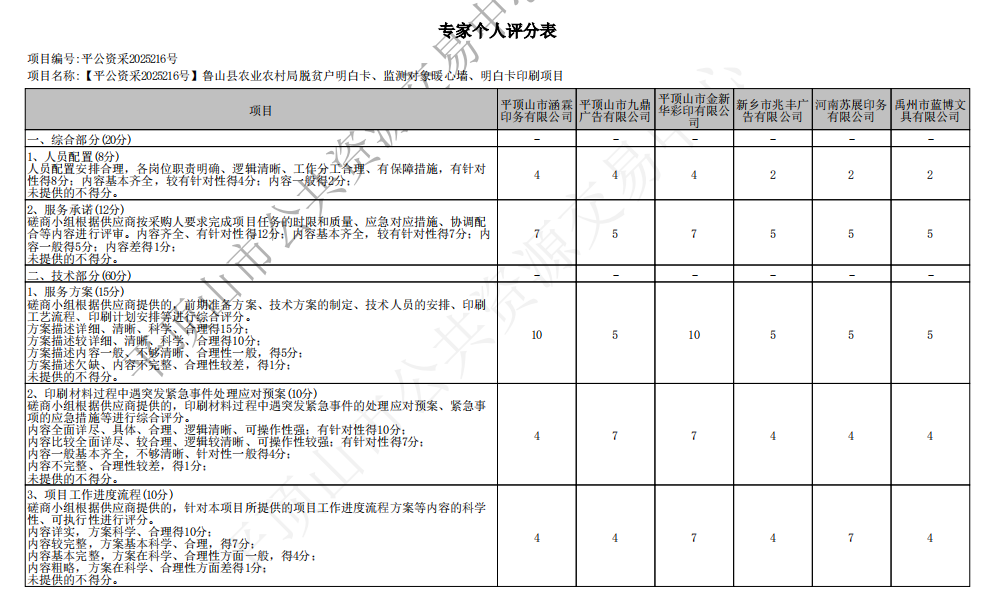 专家个人评分表
项目编号:平公资采2025216号
项目名称:【平公资采2025216号】鲁山县农业农村局脱贫户明白卡、监测对象暖心墙、明白卡印刷项目
项目
平顶山市涵霖印务有限公司
平顶山市九鼎广告有限公司
平顶山市金新华彩印有限公司
新乡市兆丰广告有限公司
河南苏展印务有限公司
禹州市蓝博文具有限公司
一、综合部分(20分) - - - - - -
1、人员配置(8分)
人员配置安排合理，各岗位职责明确、逻辑清晰、工作分工合理、有保障措施，有针对
性得8分；内容基本齐全，较有针对性得4分；内容一般得2分；
未提供的不得分。
4 4 4 2 2 2
2、服务承诺(12分)
磋商小组根据供应商按采购人要求完成项目任务的时限和质量、应急对应措施、协调配
合等内容进行评审。内容齐全、有针对性得12分；内容基本齐全，较有针对性得7分；内
容一般得5分；内容差得1分；
未提供的不得分。
7 5 7 5 5 5
二、技术部分(60分) - - - - - -
1、服务方案(15分)
磋商小组根据供应商提供的，前期准备方案、技术方案的制定、技术人员的安排、印刷
工艺流程、印刷计划安排等进行综合评分。
方案描述详细、清晰、科学、合理得15分；
方案描述较详细、清晰、科学、合理得10分；
方案描述内容一般，不够清晰、合理性一般，得5分；
方案描述欠缺、内容不完整、合理性较差，得1分；
未提供的不得分。
10 5 10 5 5 5
2、印刷材料过程中遇突发紧急事件处理应对预案(10分)
磋商小组根据供应商提供的，印刷材料过程中遇突发紧急事件的处理应对预案、紧急事
项的应急措施等进行综合评分。
内容全面详尽、具体、合理、逻辑清晰、可操作性强；有针对性得10分；
内容比较全面详尽、较合理、逻辑较清晰、可操作性较强；有针对性得7分；
内容一般基本齐全，不够清晰、针对性一般得4分；
内容不完整、合理性较差，得1分；
未提供的不得分。
4 7 7 4 4 4
3、项目工作进度流程(10分)
磋商小组根据供应商提供的，针对本项目所提供的项目工作进度流程方案等内容的科学
性、可执行性进行评分。
内容详实，方案科学、合理得10分；
内容较完整，方案基本科学、合理，得7分；
内容基本完整，方案在科学、合理性方面一般，得4分；
内容粗略，方案在科学、合理性方面差得1分；
未提供的不得分。
4 4 7 4 7 4
平顶山市公共资源交易中心
平顶山市公共资源交易中心